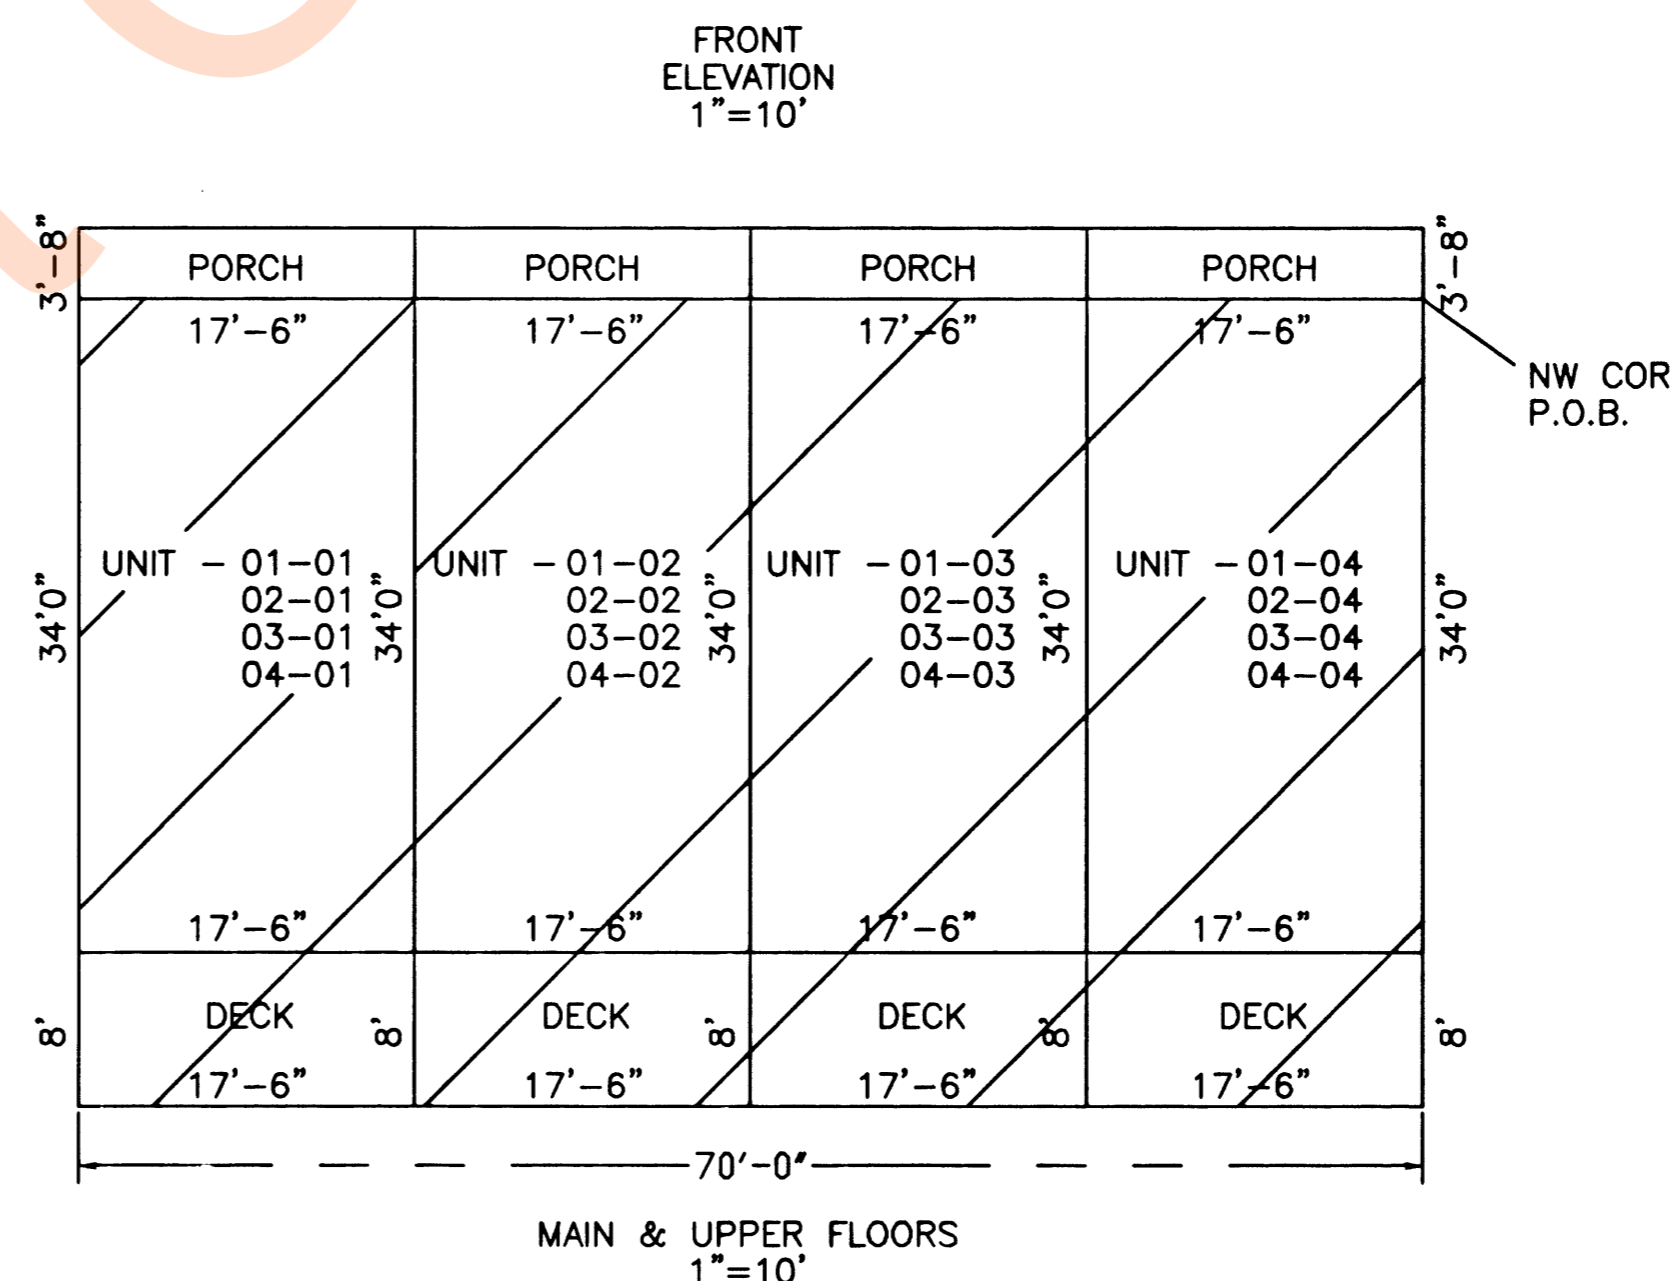 FRONT
ELEVATION
1"=10'
3'-8" PORCH PORCH PORCH PORCH 3'-8"
17'-6" 17'-6" 17'-6" 17'-6"
NW COR
P.O.B.
UNIT - 01-01 UNIT - 01-02 UNIT - 01-03 UNIT - 01-04
02-01 02-02 02-03 02-04
34'0" 34'0" 34'0" 34'0" 34'0"
03-01 03-02 03-03 03-04
04-01 04-02 04-03 04-04
17'-6" 17'-6" 17'-6" 17'-6"
DECK DECK DECK DECK
8' 8' 8' 8' 8'
17'-6" 17'-6" 17'-6" 17'-6"
70'-0"
MAIN & UPPER FLOORS
1"=10'